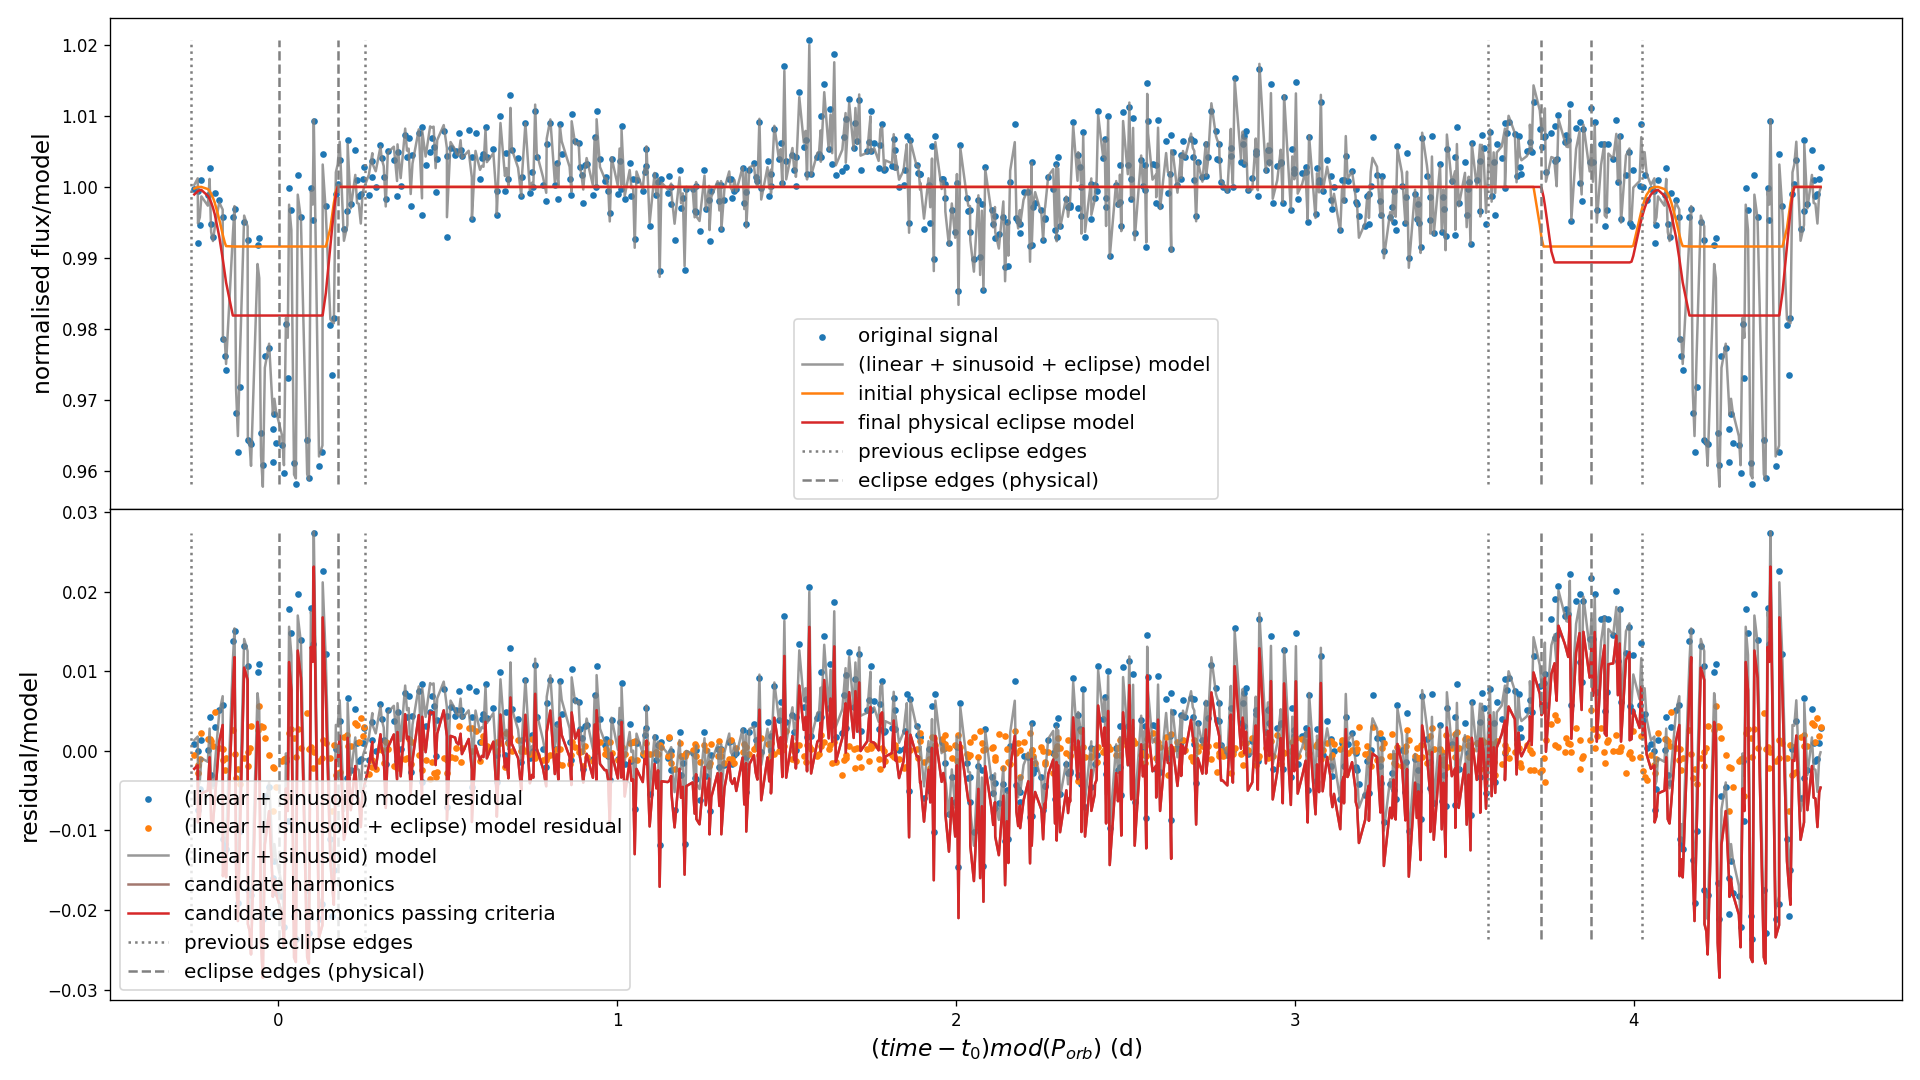 normalised flux/model
1.02
1.01
1.00
0.99
0.98
0.97
0.96
original signal
(linear + sinusoid + eclipse) model
initial physical eclipse model
final physical eclipse model
previous eclipse edges
eclipse edges (physical)
residual/model
0.03
0.02
0.01
0.00
−0.01
−0.02
−0.03
(linear + sinusoid) model residual
(linear + sinusoid + eclipse) model residual
(linear + sinusoid) model
candidate harmonics
candidate harmonics passing criteria
previous eclipse edges
eclipse edges (physical)
0 1 2 3 4
(time − t₀)mod(P_orb) (d)